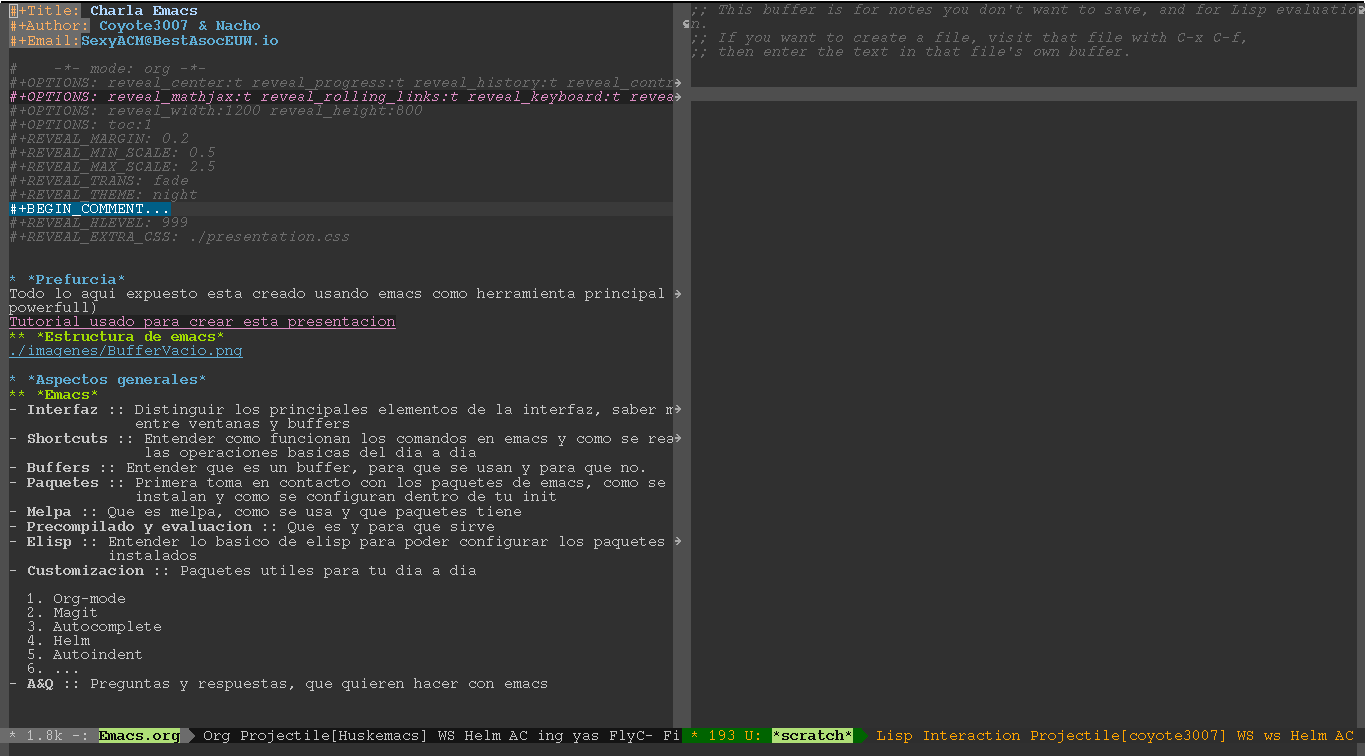 #+Title: Charla Emacs
#+Author: Coyote3007 & Nacho
#+Email:SexyACM@BestAsocEUW.io
# -*- mode: org -*-
#+OPTIONS: reveal_center:t reveal_progress:t reveal_history:t reveal_contr
#+OPTIONS: reveal_mathjax:t reveal_rolling_links:t reveal_keyboard:t revea
#+OPTIONS: reveal_width:1200 reveal_height:800
#+OPTIONS: toc:1
#+REVEAL_MARGIN: 0.2
#+REVEAL_MIN_SCALE: 0.5
#+REVEAL_MAX_SCALE: 2.5
#+REVEAL_TRANS: fade
#+REVEAL_THEME: night
#+BEGIN_COMMENT...
#+REVEAL_HLEVEL: 999
#+REVEAL_EXTRA_CSS: ./presentation.css
* *Prefurcia*
Todo lo aqui expuesto esta creado usando emacs como herramienta principal
powerfull)
Tutorial usado para crear esta presentacion
** *Estructura de emacs*
./imagenes/BufferVacio.png
* *Aspectos generales*
** *Emacs*
- Interfaz :: Distinguir los principales elementos de la interfaz, saber m
entre ventanas y buffers
- Shortcuts :: Entender como funcionan los comandos en emacs y como se rea
las operaciones basicas del dia a dia
- Buffers :: Entender que es un buffer, para que se usan y para que no.
- Paquetes :: Primera toma en contacto con los paquetes de emacs, como se
instalan y como se configuran dentro de tu init
- Melpa :: Que es melpa, como se usa y que paquetes tiene
- Precompilado y evaluacion :: Que es y para que sirve
- Elisp :: Entender lo basico de elisp para poder configurar los paquetes
instalados
- Customizacion :: Paquetes utiles para tu dia a dia
1. Org-mode
2. Magit
3. Autocomplete
4. Helm
5. Autoindent
6. ...
- A&Q :: Preguntas y respuestas, que quieren hacer con emacs
* 1.8k -: Emacs.org Org Projectile[Huskemacs] WS Helm AC ing yas FlyC- Fi
;; This buffer is for notes you don't want to save, and for Lisp evaluatio
n.
;; If you want to create a file, visit that file with C-x C-f,
;; then enter the text in that file's own buffer.
* 193 U: *scratch* Lisp Interaction Projectile[coyote3007] WS ws Helm AC